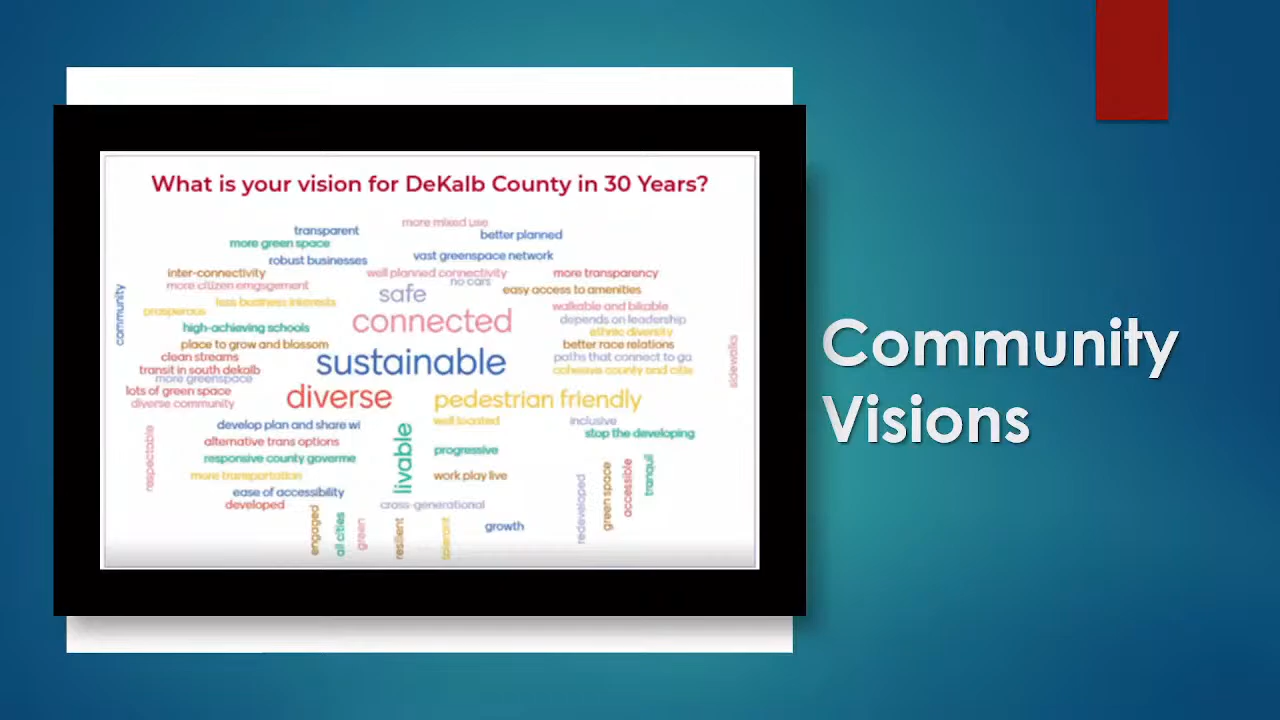 What is your vision for DeKalb County in 30 Years?
more mixed use
transparent
better planned
more green space
vast greenspace network
robust businesses
inter-connectivity
well planned connectivity
more transparency
no cars
more citizen emgagement
easy access to amenities
safe
community
less business interests
walkable and bikable
prosperous
depends on leadership
connected
high-achieving schools
ethnic diversity
place to grow and blossom
better race relations
clean streams
paths that connect to ga
sidewalks
sustainable
transit in south dekalb
cohesive county and citie
more greenspace
lots of green space
diverse
pedestrian friendly
diverse community
well located
inclusive
develop plan and share wi
stop the developing
respectable
alternative trans options
livable
progressive
responsive county governme
more transportation
work play live
redeveloped
green space
accessible
tranquil
ease of accessibility
developed
cross-generational
engaged
all cities
green
resilient
tolerant
growth
Community
Visions